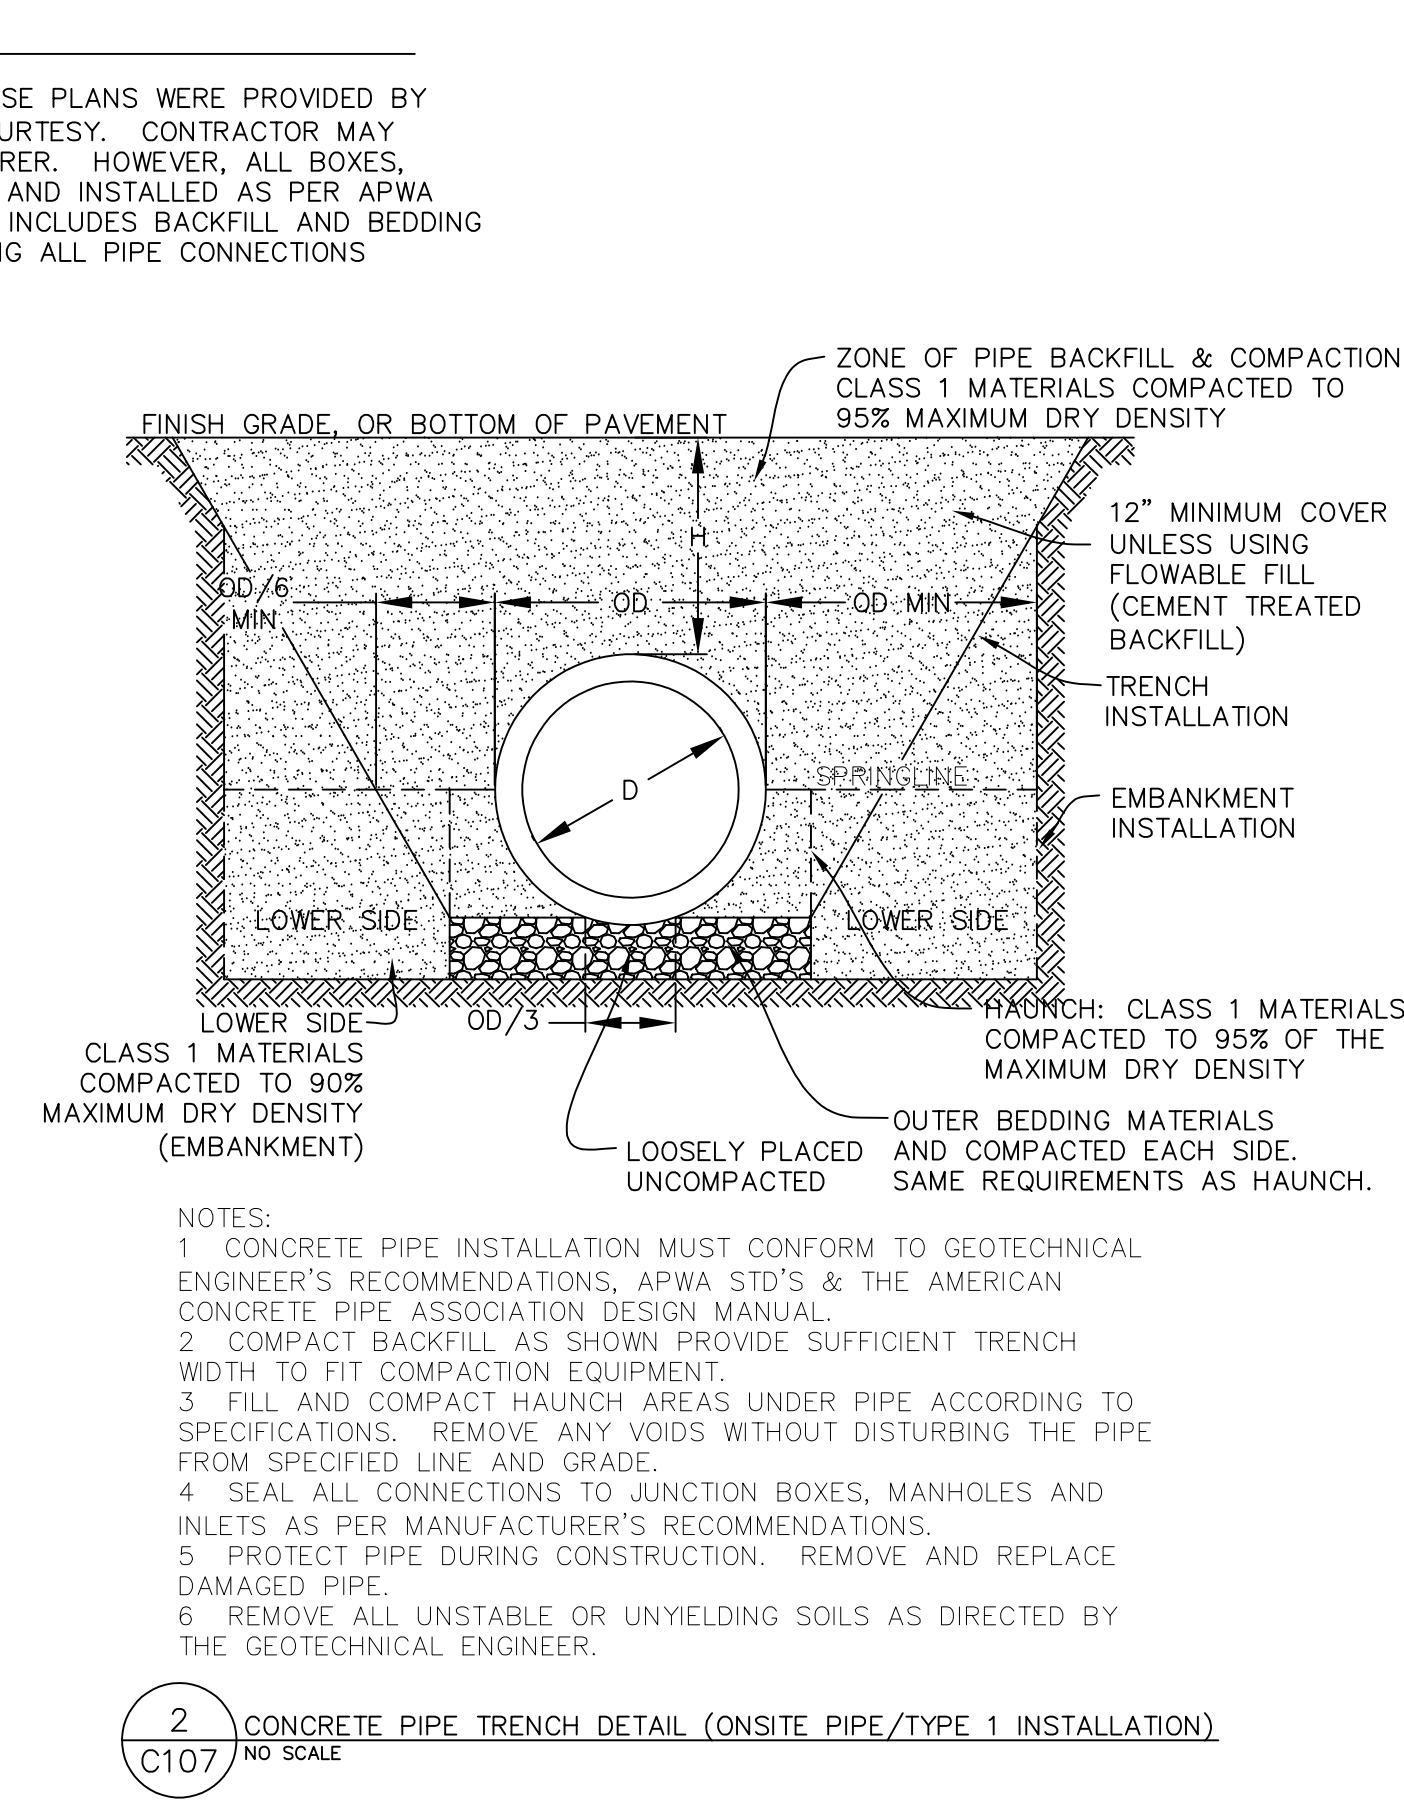 SE PLANS WERE PROVIDED BY
URTESY. CONTRACTOR MAY
RER. HOWEVER, ALL BOXES,
AND INSTALLED AS PER APWA
INCLUDES BACKFILL AND BEDDING
NG ALL PIPE CONNECTIONS
ZONE OF PIPE BACKFILL & COMPACTION
CLASS 1 MATERIALS COMPACTED TO
95% MAXIMUM DRY DENSITY
FINISH GRADE, OR BOTTOM OF PAVEMENT
12” MINIMUM COVER
UNLESS USING
FLOWABLE FILL
(CEMENT TREATED
BACKFILL)
H
OD/6
MIN
OD
OD MIN
TRENCH
INSTALLATION
D
SPRINGLINE
EMBANKMENT
INSTALLATION
LOWER SIDE
LOWER SIDE
LOWER SIDE
CLASS 1 MATERIALS
COMPACTED TO 90%
MAXIMUM DRY DENSITY
(EMBANKMENT)
OD/3
HAUNCH: CLASS 1 MATERIALS
COMPACTED TO 95% OF THE
MAXIMUM DRY DENSITY
LOOSELY PLACED
UNCOMPACTED
OUTER BEDDING MATERIALS
AND COMPACTED EACH SIDE.
SAME REQUIREMENTS AS HAUNCH.
NOTES:
1 CONCRETE PIPE INSTALLATION MUST CONFORM TO GEOTECHNICAL
ENGINEER'S RECOMMENDATIONS, APWA STD'S & THE AMERICAN
CONCRETE PIPE ASSOCIATION DESIGN MANUAL.
2 COMPACT BACKFILL AS SHOWN PROVIDE SUFFICIENT TRENCH
WIDTH TO FIT COMPACTION EQUIPMENT.
3 FILL AND COMPACT HAUNCH AREAS UNDER PIPE ACCORDING TO
SPECIFICATIONS. REMOVE ANY VOIDS WITHOUT DISTURBING THE PIPE
FROM SPECIFIED LINE AND GRADE.
4 SEAL ALL CONNECTIONS TO JUNCTION BOXES, MANHOLES AND
INLETS AS PER MANUFACTURER'S RECOMMENDATIONS.
5 PROTECT PIPE DURING CONSTRUCTION. REMOVE AND REPLACE
DAMAGED PIPE.
6 REMOVE ALL UNSTABLE OR UNYIELDING SOILS AS DIRECTED BY
THE GEOTECHNICAL ENGINEER.
2
C107
CONCRETE PIPE TRENCH DETAIL (ONSITE PIPE/TYPE 1 INSTALLATION)
NO SCALE